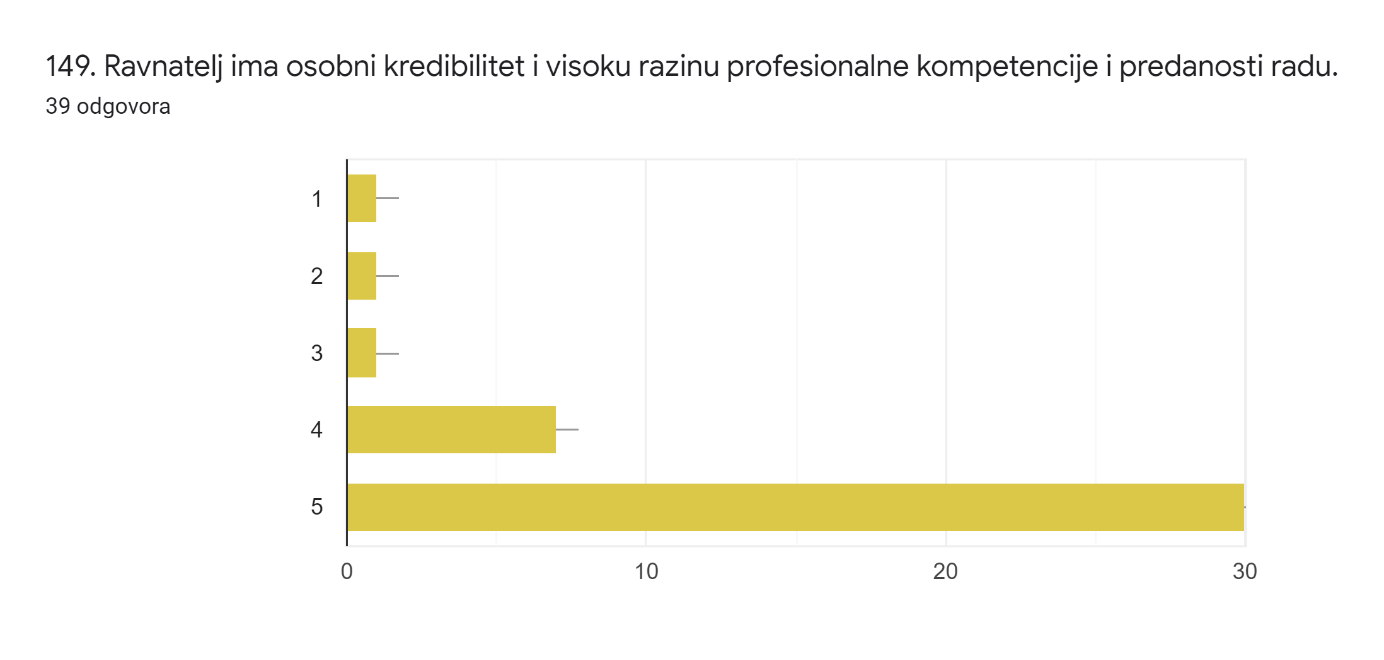 149. Ravnatelj ima osobni kredibilitet i visoku razinu profesionalne kompetencije i predanosti radu.
39 odgovora
1
2
3
4
5
0 10 20 30